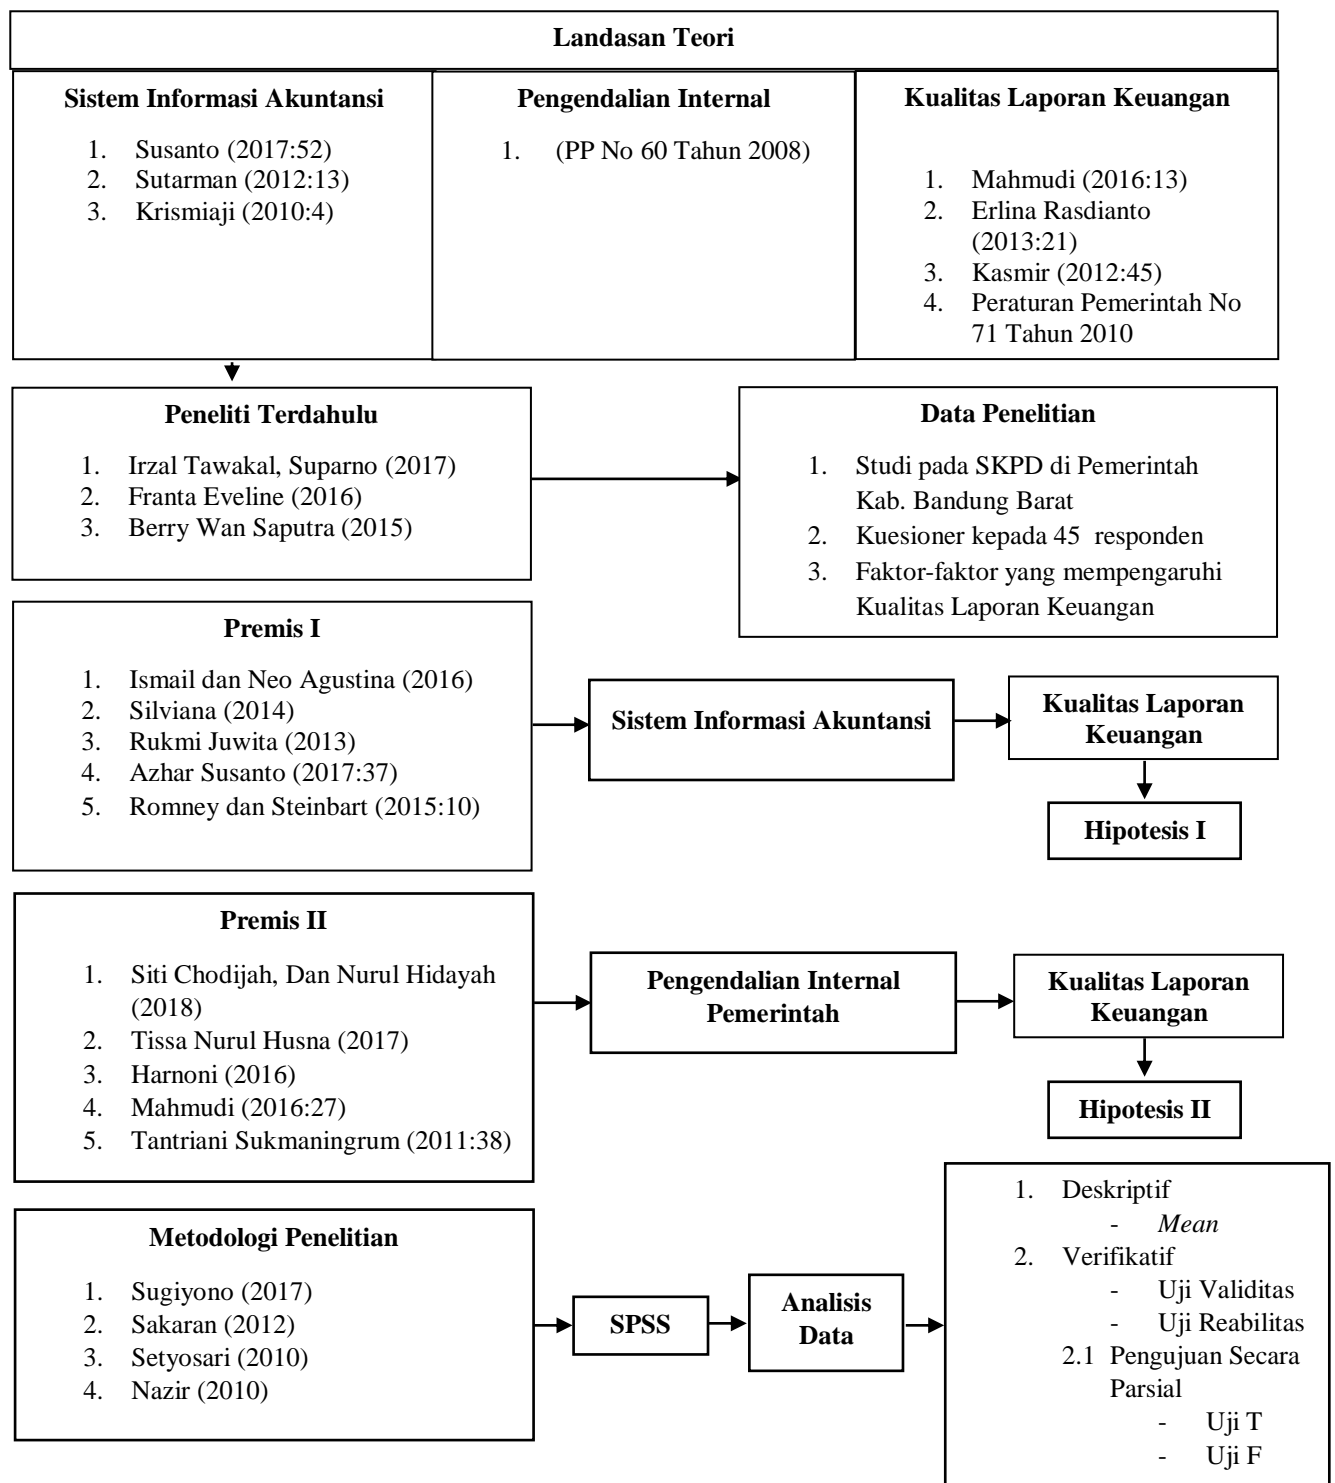 Landasan Teori
Sistem Informasi Akuntansi
1. Susanto (2017:52)
2. Sutarman (2012:13)
3. Krismiaji (2010:4)
Pengendalian Internal
1. (PP No 60 Tahun 2008)
Kualitas Laporan Keuangan
1. Mahmudi (2016:13)
2. Erlina Rasdianto
(2013:21)
3. Kasmir (2012:45)
4. Peraturan Pemerintah No
71 Tahun 2010
Peneliti Terdahulu
1. Irzal Tawakal, Suparno (2017)
2. Franta Eveline (2016)
3. Berry Wan Saputra (2015)
Data Penelitian
1. Studi pada SKPD di Pemerintah
Kab. Bandung Barat
2. Kuesioner kepada 45 responden
3. Faktor-faktor yang mempengaruhi
Kualitas Laporan Keuangan
Premis I
1. Ismail dan Neo Agustina (2016)
2. Silviana (2014)
3. Rukmi Juwita (2013)
4. Azhar Susanto (2017:37)
5. Romney dan Steinbart (2015:10)
Sistem Informasi Akuntansi
Kualitas Laporan
Keuangan
Hipotesis I
Premis II
1. Siti Chodijah, Dan Nurul Hidayah
(2018)
2. Tissa Nurul Husna (2017)
3. Harnoni (2016)
4. Mahmudi (2016:27)
5. Tantriani Sukmaningrum (2011:38)
Pengendalian Internal
Pemerintah
Kualitas Laporan
Keuangan
Hipotesis II
Metodologi Penelitian
1. Sugiyono (2017)
2. Sakaran (2012)
3. Setyosari (2010)
4. Nazir (2010)
SPSS
Analisis
Data
1. Deskriptif
- Mean
2. Verifikatif
- Uji Validitas
- Uji Reabilitas
2.1 Pengujuan Secara
Parsial
- Uji T
- Uji F